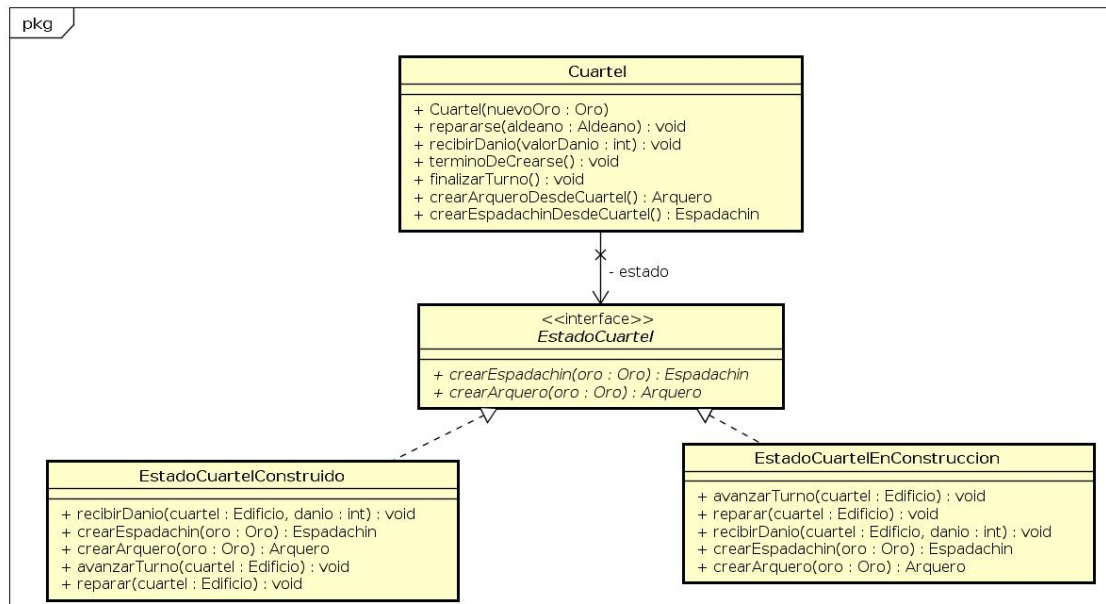 pkg
Cuartel
+ Cuartel(nuevoOro : Oro)
+ repararse(aldeano : Aldeano) : void
+ recibirDanio(valorDanio : int) : void
+ terminoDeCrearse() : void
+ finalizarTurno() : void
+ crearArqueroDesdeCuartel() : Arquero
+ crearEspadachinDesdeCuartel() : Espadachin
- estado
<<interface>>
EstadoCuartel
+ crearEspadachin(oro : Oro) : Espadachin
+ crearArquero(oro : Oro) : Arquero
EstadoCuartelConstruido
+ recibirDanio(cuartel : Edificio, danio : int) : void
+ crearEspadachin(oro : Oro) : Espadachin
+ crearArquero(oro : Oro) : Arquero
+ avanzarTurno(cuartel : Edificio) : void
+ reparar(cuartel : Edificio) : void
EstadoCuartelEnConstruccion
+ avanzarTurno(cuartel : Edificio) : void
+ reparar(cuartel : Edificio) : void
+ recibirDanio(cuartel : Edificio, danio : int) : void
+ crearEspadachin(oro : Oro) : Espadachin
+ crearArquero(oro : Oro) : Arquero